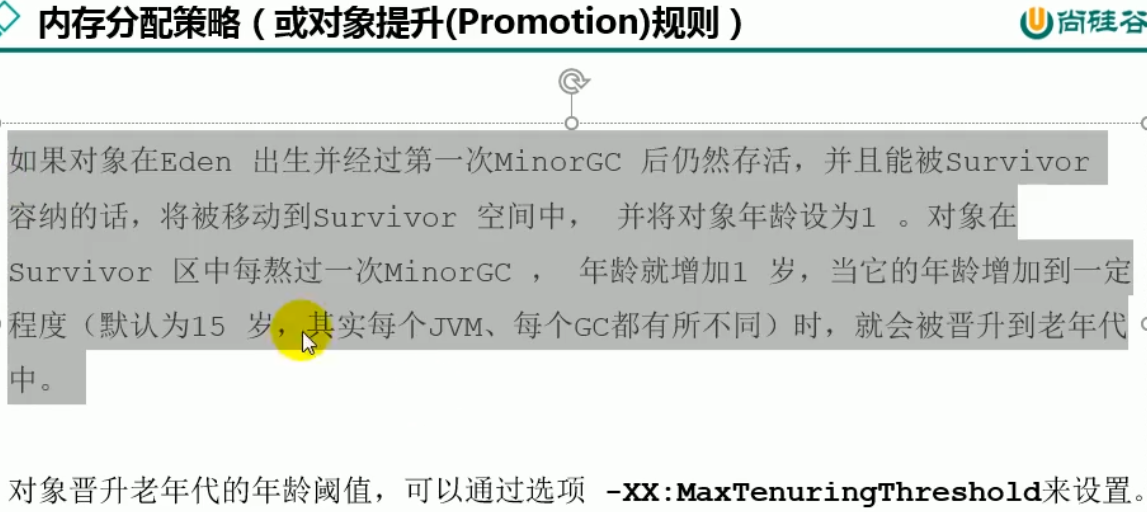 内存分配策略（或对象提升(Promotion)规则）
尚硅谷
如果对象在Eden 出生并经过第一次MinorGC 后仍然存活，并且能被Survivor
容纳的话，将被移动到Survivor 空间中， 并将对象年龄设为1 。对象在
Survivor 区中每熬过一次MinorGC ， 年龄就增加1 岁，当它的年龄增加到一定
程度（默认为15 岁，其实每个JVM、每个GC都有所不同）时，就会被晋升到老年代
中。
对象晋升老年代的年龄阈值，可以通过选项 -XX:MaxTenuringThreshold来设置。